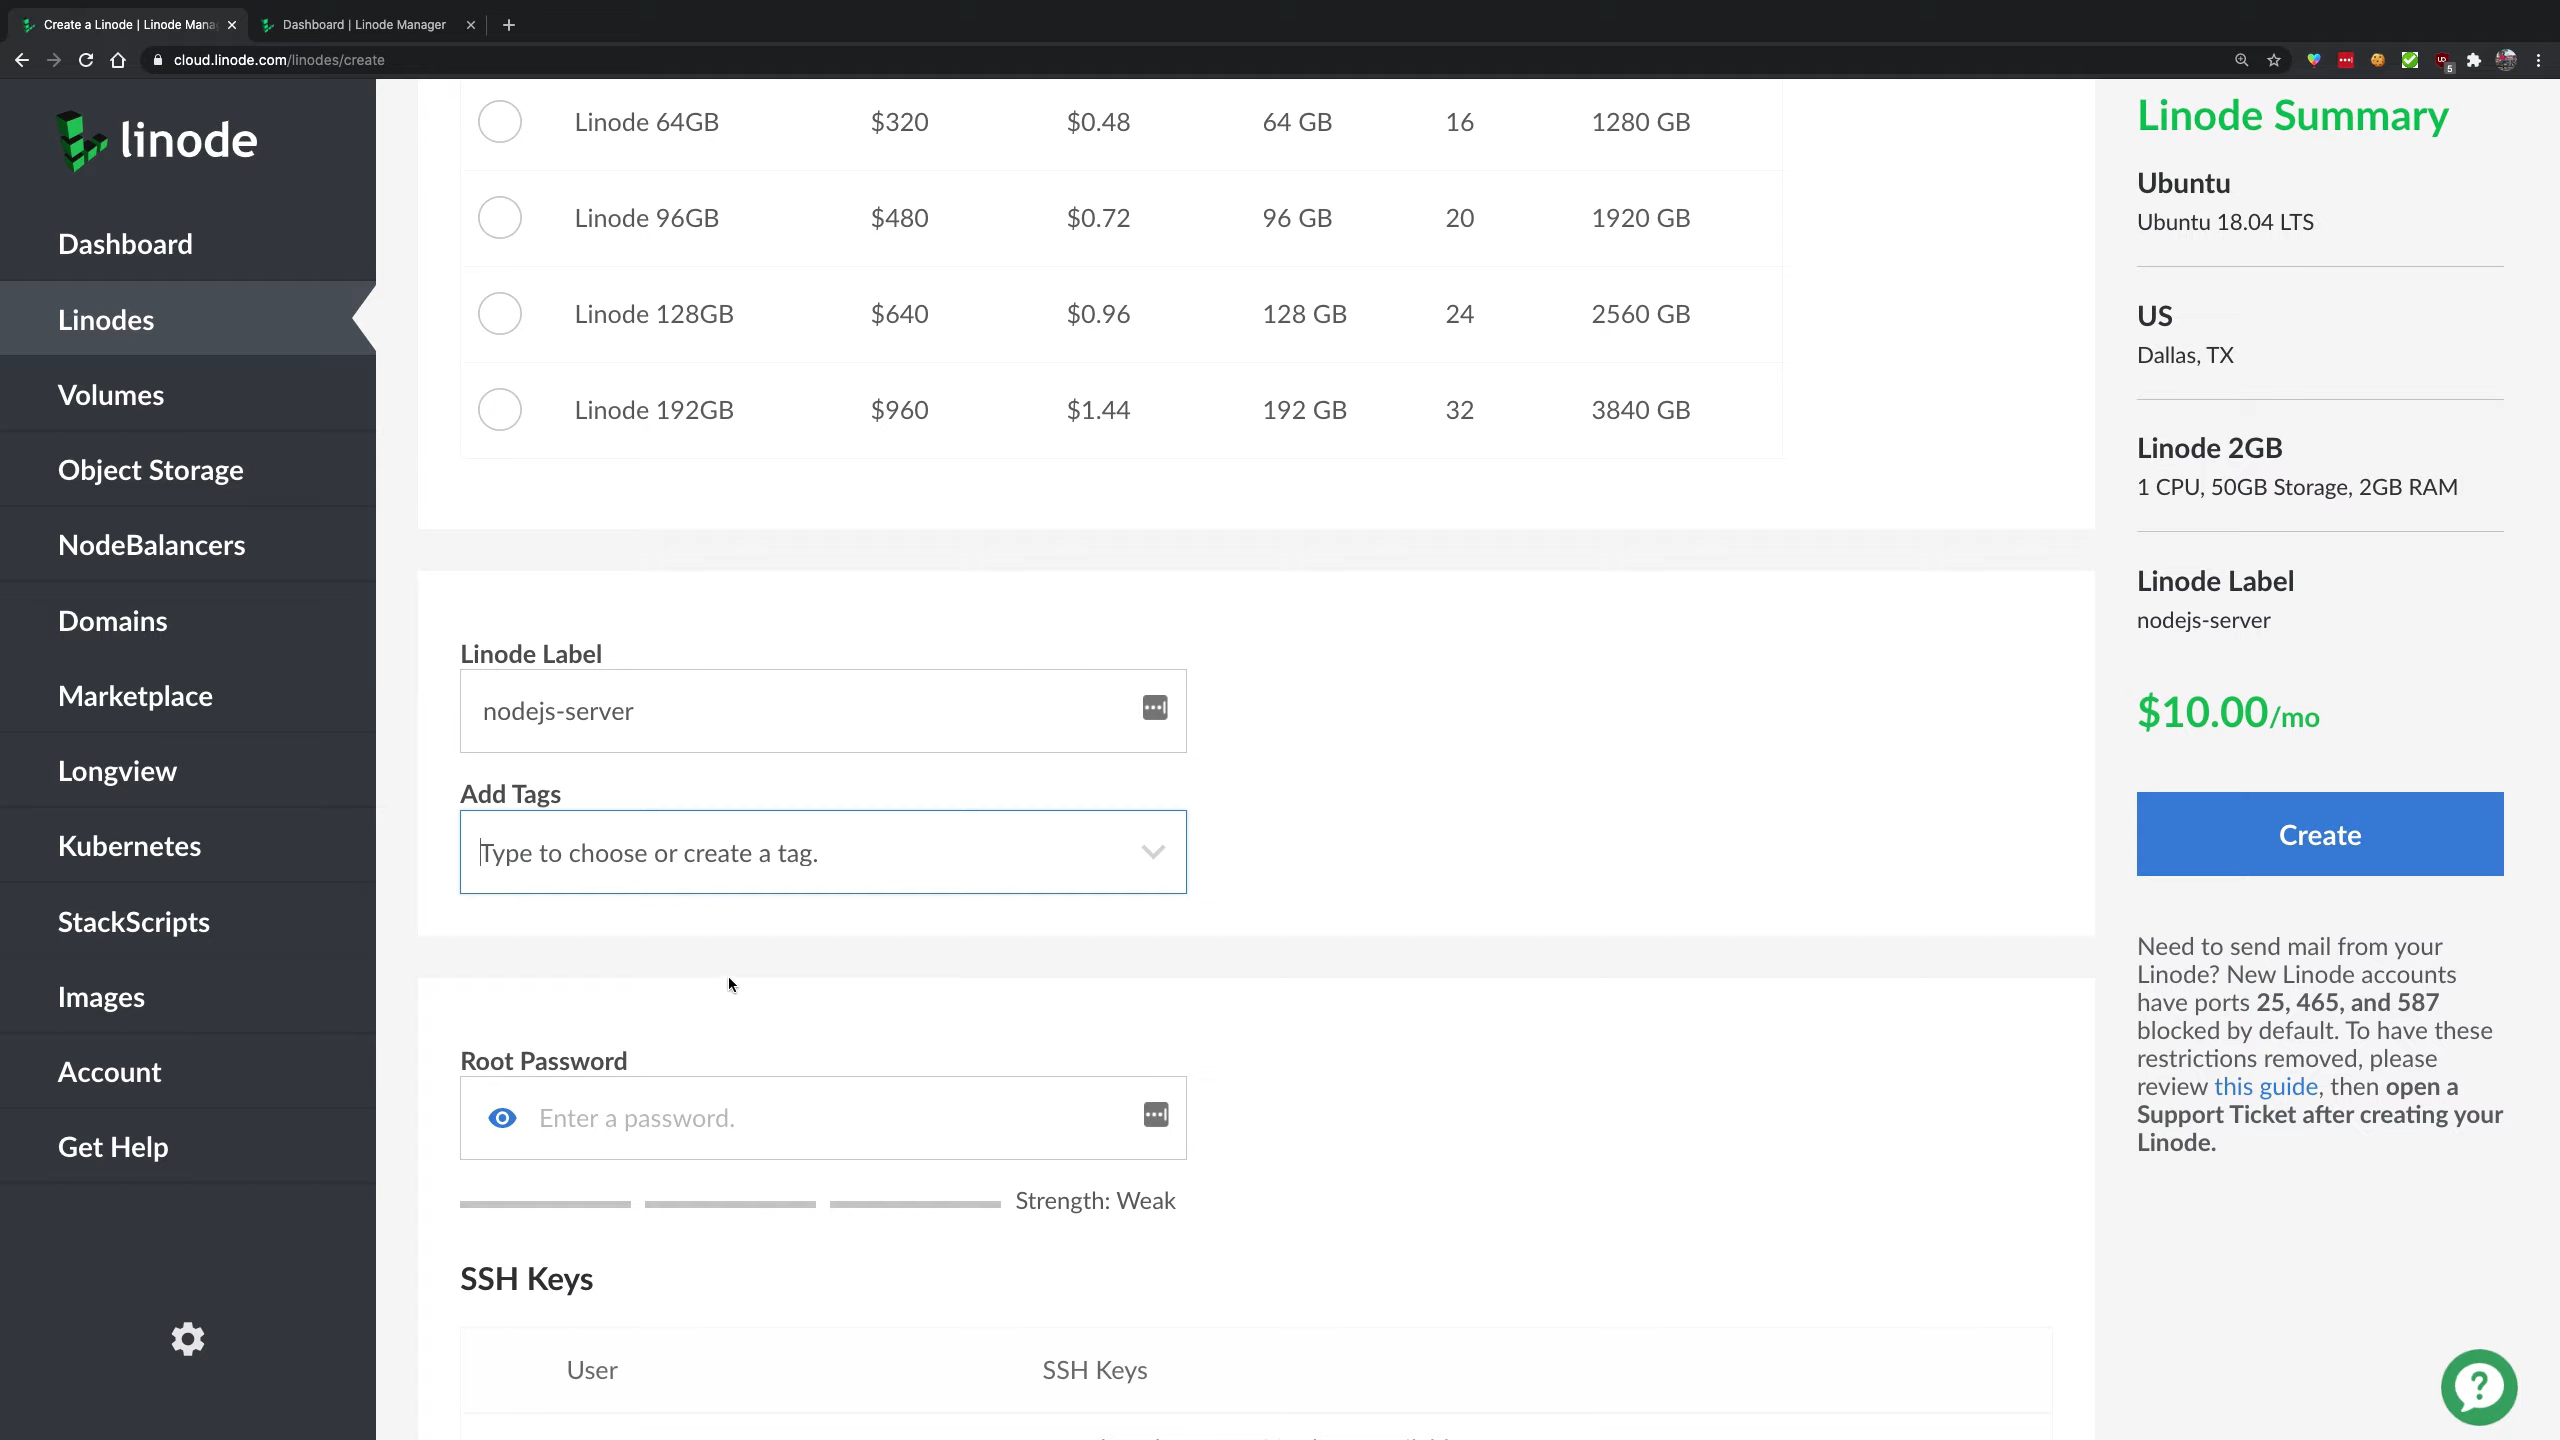 Create a Linode | Linode Mana
Dashboard | Linode Manager
cloud.linode.com/linodes/create
5
linode
Dashboard
Linodes
Volumes
Object Storage
NodeBalancers
Domains
Marketplace
Longview
Kubernetes
StackScripts
Images
Account
Get Help
Linode 64GB $320 $0.48 64 GB 16 1280 GB
Linode 96GB $480 $0.72 96 GB 20 1920 GB
Linode 128GB $640 $0.96 128 GB 24 2560 GB
Linode 192GB $960 $1.44 192 GB 32 3840 GB
Linode Label
nodejs-server
Add Tags
Type to choose or create a tag.
Root Password
Enter a password.
Strength: Weak
SSH Keys
User SSH Keys
Linode Summary
Ubuntu
Ubuntu 18.04 LTS
US
Dallas, TX
Linode 2GB
1 CPU, 50GB Storage, 2GB RAM
Linode Label
nodejs-server
$10.00/mo
Create
Need to send mail from your
Linode? New Linode accounts
have ports 25, 465, and 587
blocked by default. To have these
restrictions removed, please
review this guide, then open a
Support Ticket after creating your
Linode.